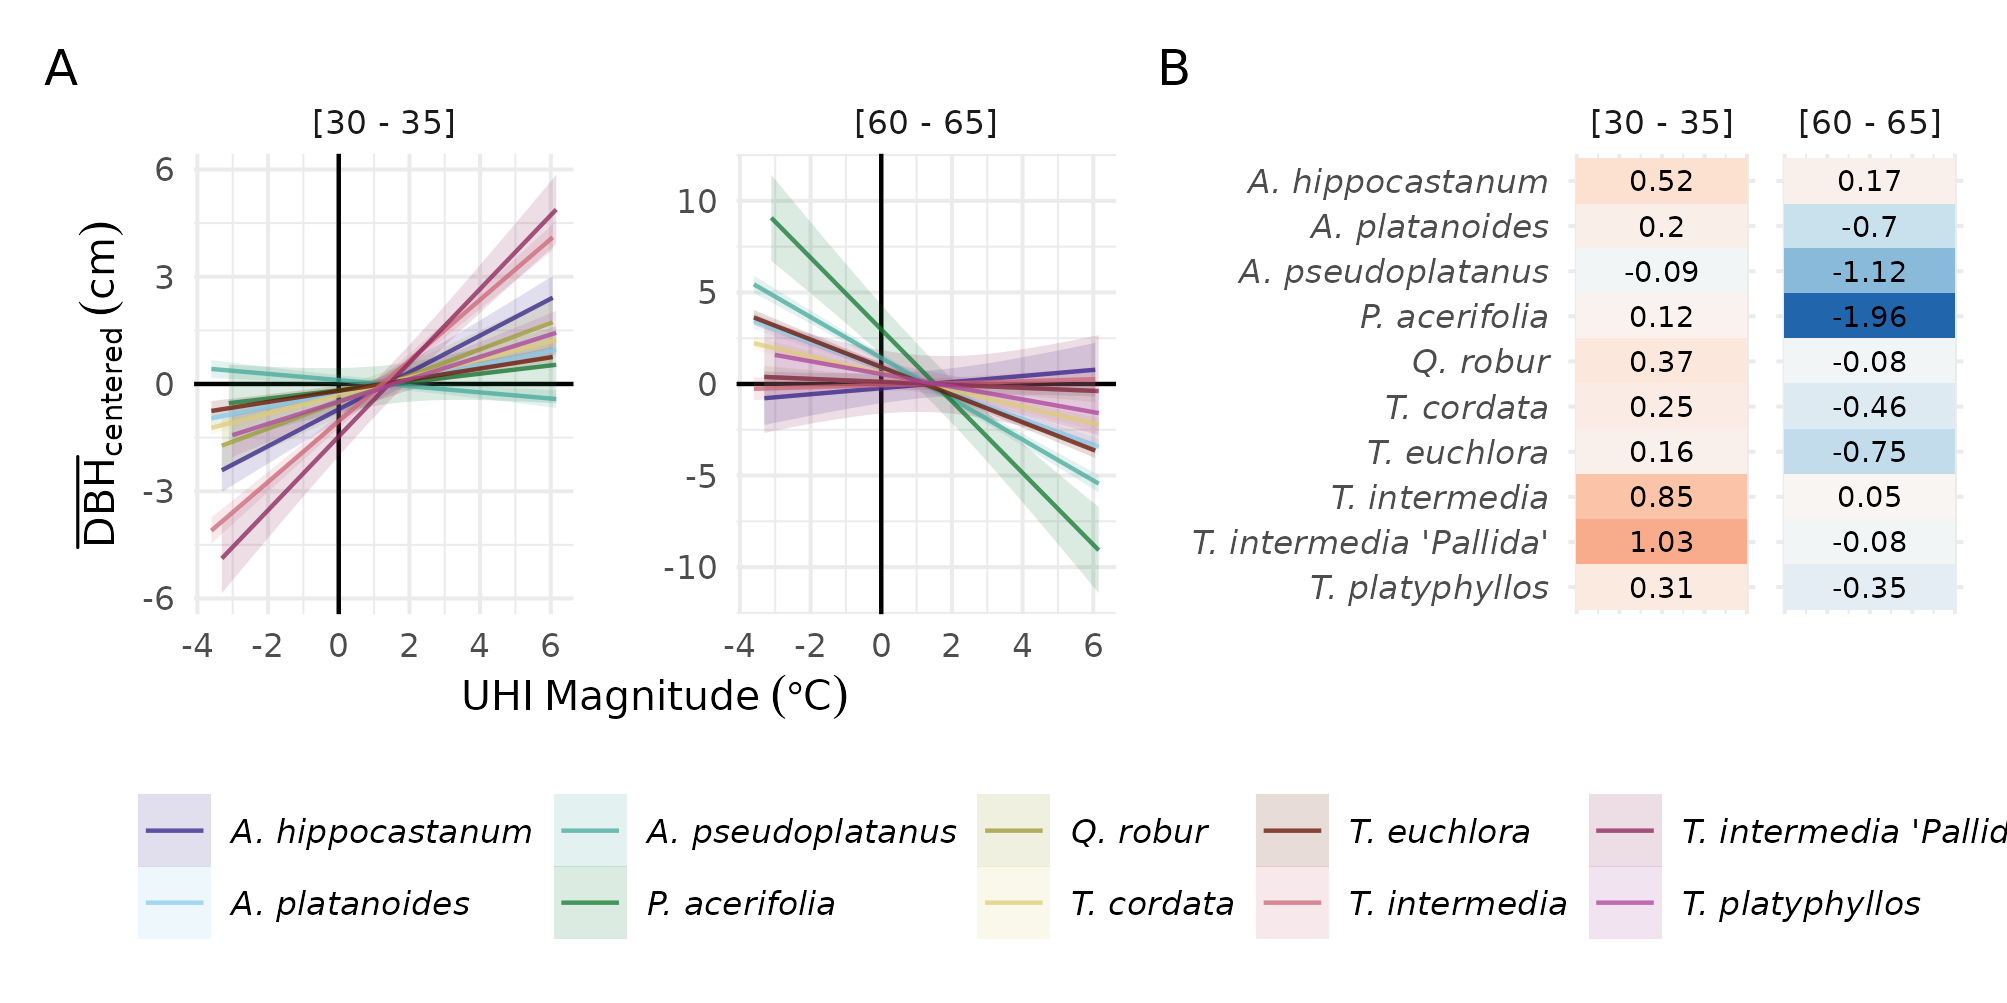 A
B
[30 - 35]
[60 - 65]
[30 - 35]
[60 - 65]
DBHcentered (cm)
6
3
0
-3
-6
-4 -2 0 2 4 6
10
5
0
-5
-10
-4 -2 0 2 4 6
UHI Magnitude (°C)
A. hippocastanum 0.52 0.17
A. platanoides 0.2 -0.7
A. pseudoplatanus -0.09 -1.12
P. acerifolia 0.12 -1.96
Q. robur 0.37 -0.08
T. cordata 0.25 -0.46
T. euchlora 0.16 -0.75
T. intermedia 0.85 0.05
T. intermedia 'Pallida' 1.03 -0.08
T. platyphyllos 0.31 -0.35
A. hippocastanum A. pseudoplatanus Q. robur T. euchlora T. intermedia 'Pallid
A. platanoides P. acerifolia T. cordata T. intermedia T. platyphyllos